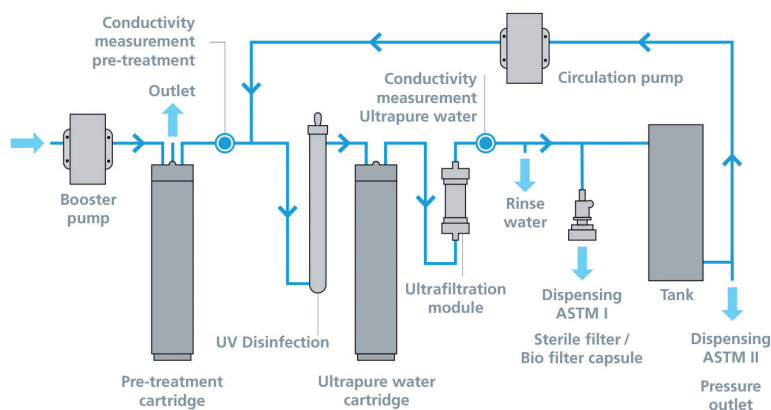 Conductivity
measurement
pre-treatment
Outlet
Booster
pump
Pre-treatment
cartridge
UV Disinfection
Ultrapure water
cartridge
Conductivity
measurement
Ultrapure water
Circulation pump
Ultrafiltration
module
Rinse
water
Dispensing
ASTM I
Sterile filter /
Bio filter capsule
Tank
Dispensing
ASTM II
Pressure
outlet